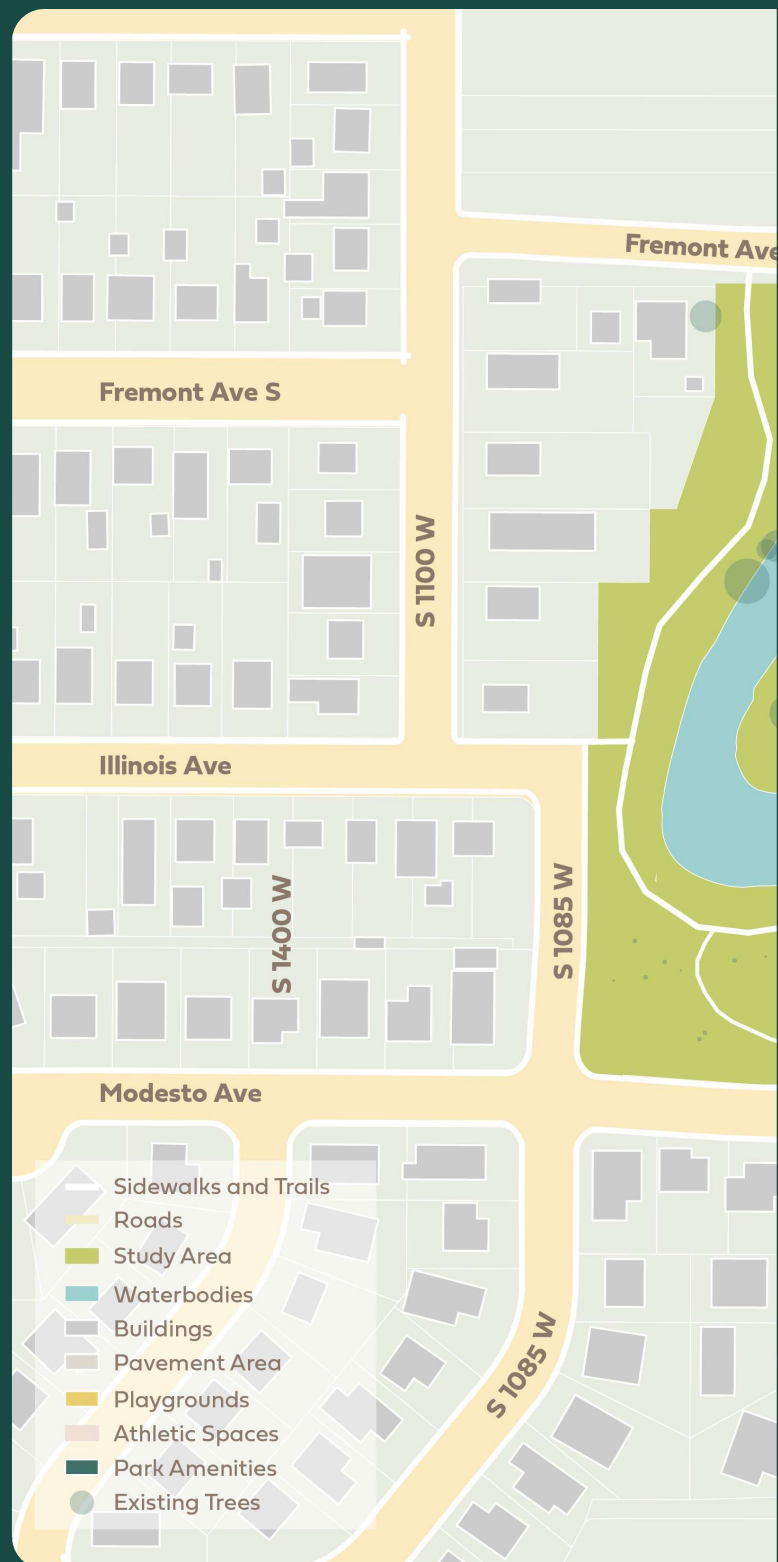 Fremont Ave
Fremont Ave S
S 1100 W
Illinois Ave
S 1400 W
S 1085 W
Modesto Ave
Sidewalks and Trails
Roads
Study Area
Waterbodies
Buildings
Pavement Area
Playgrounds
Athletic Spaces
Park Amenities
Existing Trees
S 1085 W